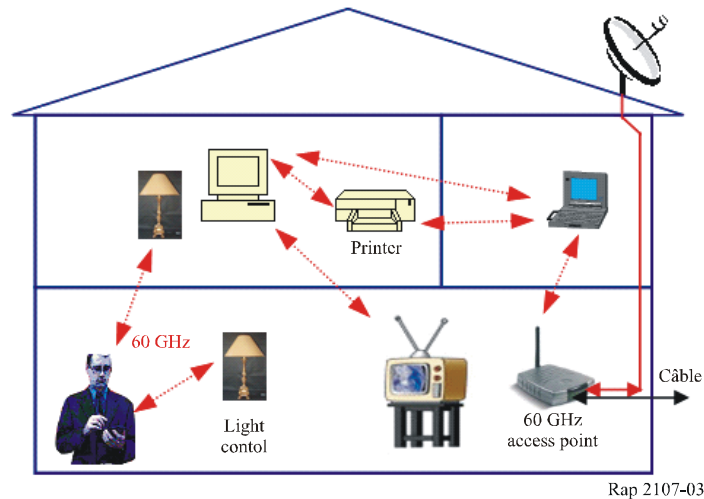 Printer
60 GHz
Câble
Light
contol
60 GHz
access point
Rap 2107-03